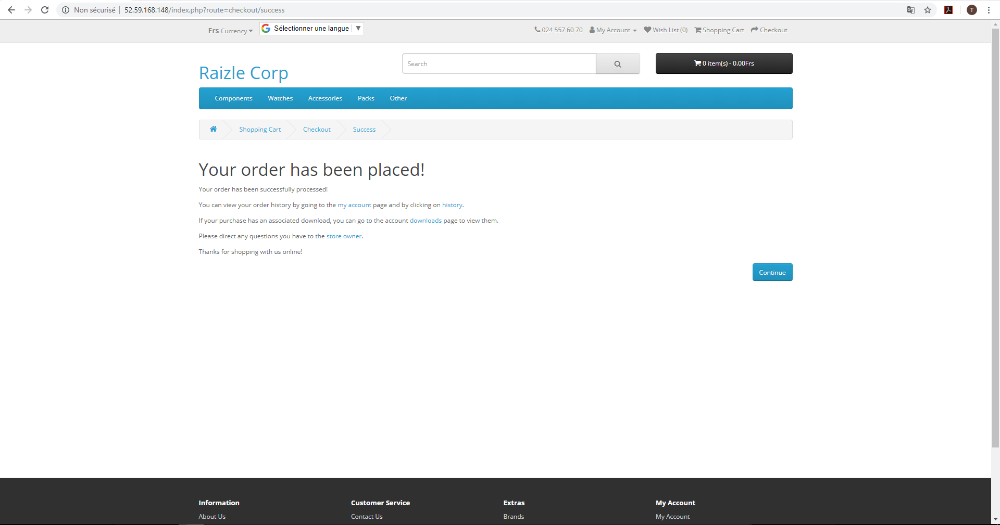 Non sécurisé 52.59.168.148/index.php?route=checkout/success T
Frs Currency Sélectionner une langue ▼ 024 557 60 70 My Account Wish List (0) Shopping Cart Checkout
Raizle Corp Search 0 item(s) - 0.00Frs
Components Watches Accessories Packs Other
Shopping Cart Checkout Success
Your order has been placed!
Your order has been successfully processed!
You can view your order history by going to the my account page and by clicking on history.
If your purchase has an associated download, you can go to the account downloads page to view them.
Please direct any questions you have to the store owner.
Thanks for shopping with us online!
Continue
Information Customer Service Extras My Account
About Us Contact Us Brands My Account